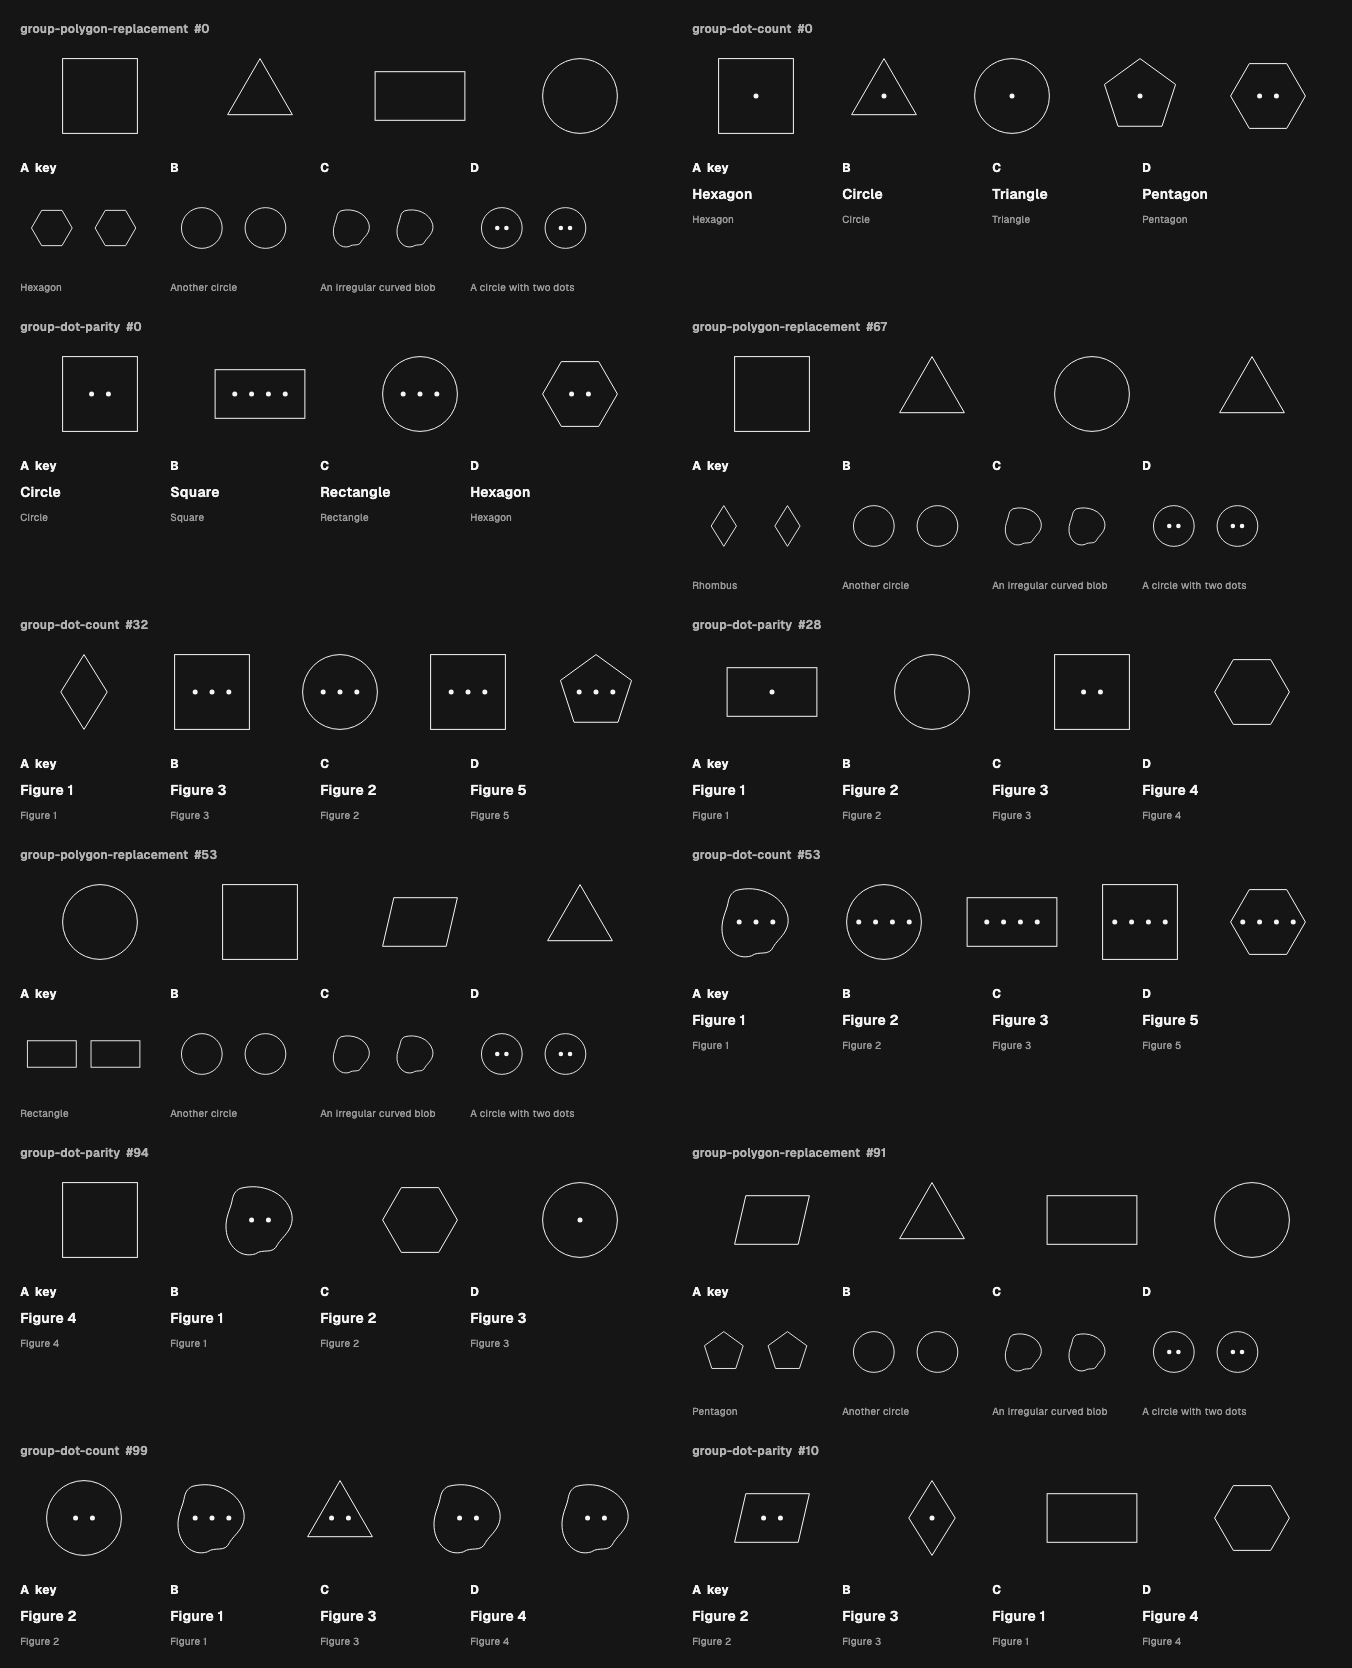 group-polygon-replacement #0
A key
B
C
D
Hexagon
Another circle
An irregular curved blob
A circle with two dots
group-dot-count #0
A key
B
C
D
Hexagon
Circle
Triangle
Pentagon
Hexagon
Circle
Triangle
Pentagon
group-dot-parity #0
A key
B
C
D
Circle
Square
Rectangle
Hexagon
Circle
Square
Rectangle
Hexagon
group-polygon-replacement #67
A key
B
C
D
Rhombus
Another circle
An irregular curved blob
A circle with two dots
group-dot-count #32
A key
B
C
D
Figure 1
Figure 3
Figure 2
Figure 5
Figure 1
Figure 3
Figure 2
Figure 5
group-dot-parity #28
A key
B
C
D
Figure 1
Figure 2
Figure 3
Figure 4
Figure 1
Figure 2
Figure 3
Figure 4
group-polygon-replacement #53
A key
B
C
D
Rectangle
Another circle
An irregular curved blob
A circle with two dots
group-dot-count #53
A key
B
C
D
Figure 1
Figure 2
Figure 3
Figure 5
Figure 1
Figure 2
Figure 3
Figure 5
group-dot-parity #94
A key
B
C
D
Figure 4
Figure 1
Figure 2
Figure 3
Figure 4
Figure 1
Figure 2
Figure 3
group-polygon-replacement #91
A key
B
C
D
Pentagon
Another circle
An irregular curved blob
A circle with two dots
group-dot-count #99
A key
B
C
D
Figure 2
Figure 1
Figure 3
Figure 4
Figure 2
Figure 1
Figure 3
Figure 4
group-dot-parity #10
A key
B
C
D
Figure 2
Figure 3
Figure 1
Figure 4
Figure 2
Figure 3
Figure 1
Figure 4